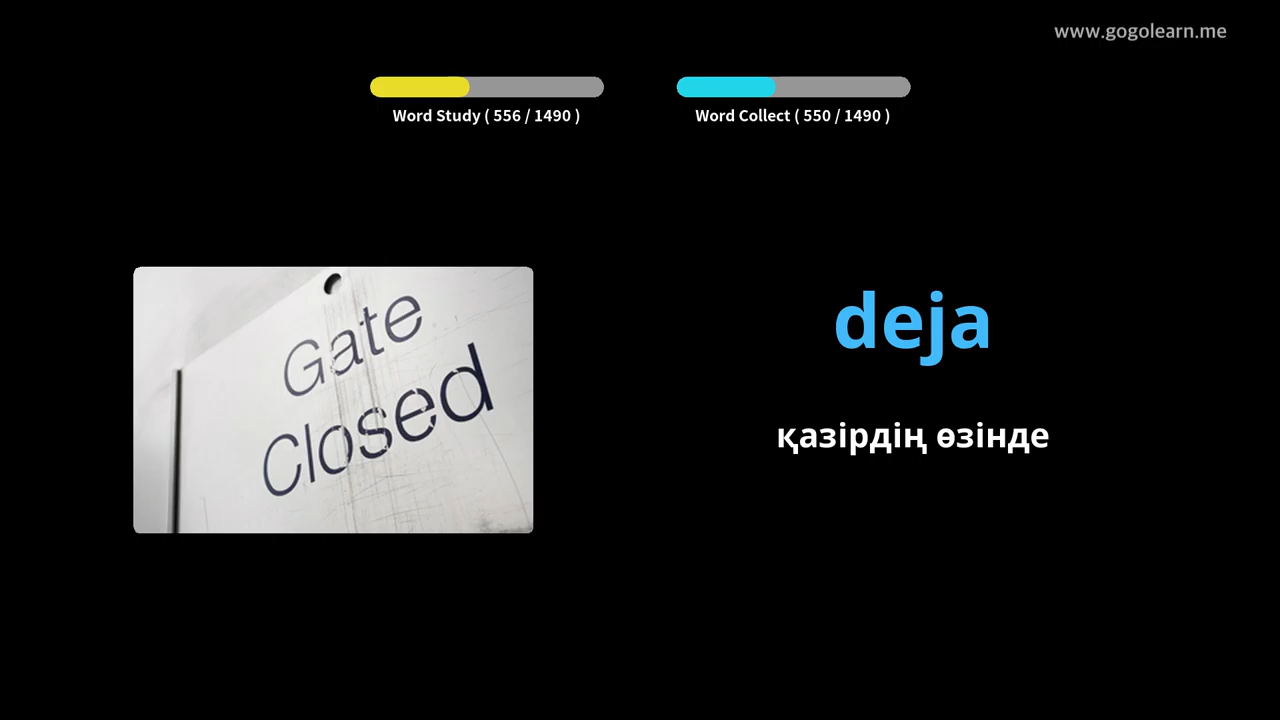 www.gogolearn.me
Word Study ( 556 / 1490 )
Word Collect ( 550 / 1490 )
Gate
Closed
deja
қазірдің өзінде